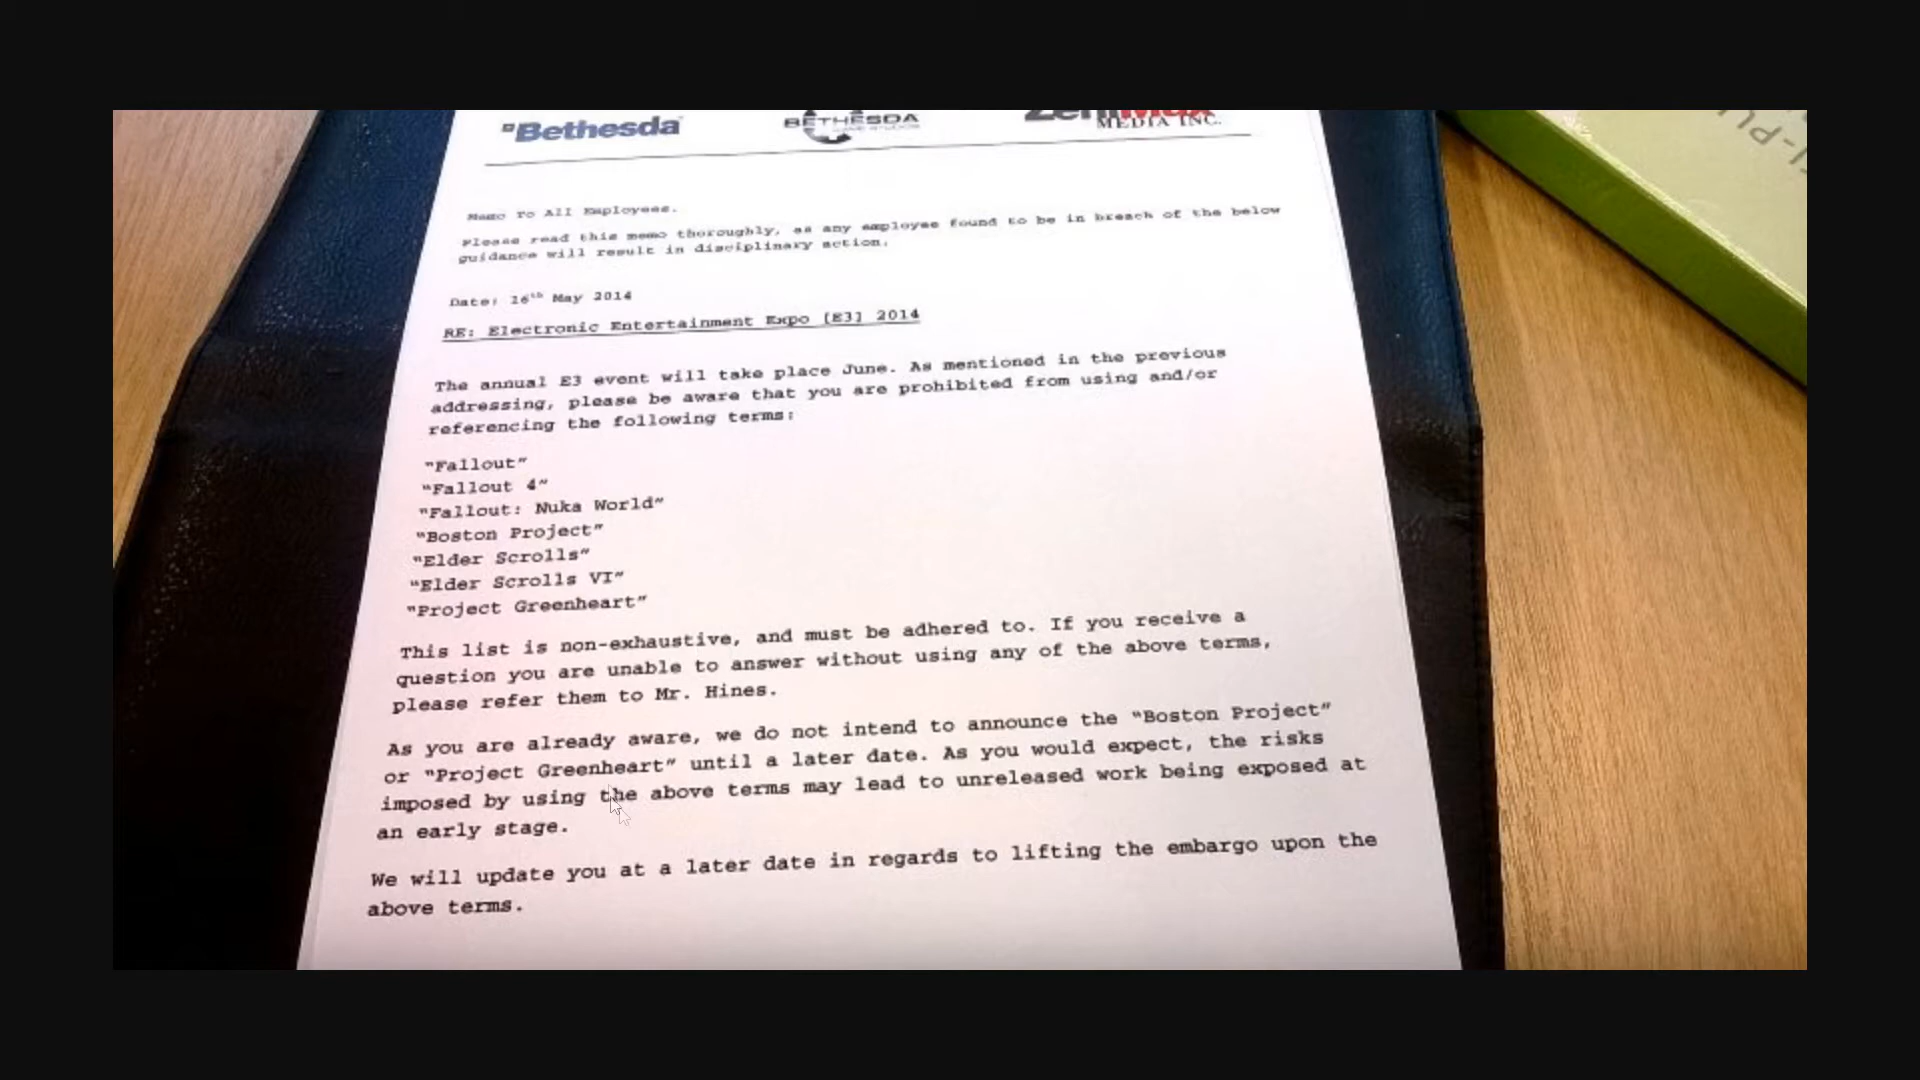 Bethesda
BETHESDA
GAME STUDIOS
ZeniMax
MEDIA INC.
Memo To All Employees.
Please read this memo thoroughly, as any employee found to be in breach of the below
guidance will result in disciplinary action.
Date: 16th May 2014
RE: Electronic Entertainment Expo [E3] 2014
The annual E3 event will take place June. As mentioned in the previous
addressing, please be aware that you are prohibited from using and/or
referencing the following terms:
"Fallout"
"Fallout 4"
"Fallout: Nuka World"
"Boston Project"
"Elder Scrolls"
"Elder Scrolls VI"
"Project Greenheart"
This list is non-exhaustive, and must be adhered to. If you receive a
question you are unable to answer without using any of the above terms,
please refer them to Mr. Hines.
As you are already aware, we do not intend to announce the "Boston Project"
or "Project Greenheart" until a later date. As you would expect, the risks
imposed by using the above terms may lead to unreleased work being exposed at
an early stage.
We will update you at a later date in regards to lifting the embargo upon the
above terms.